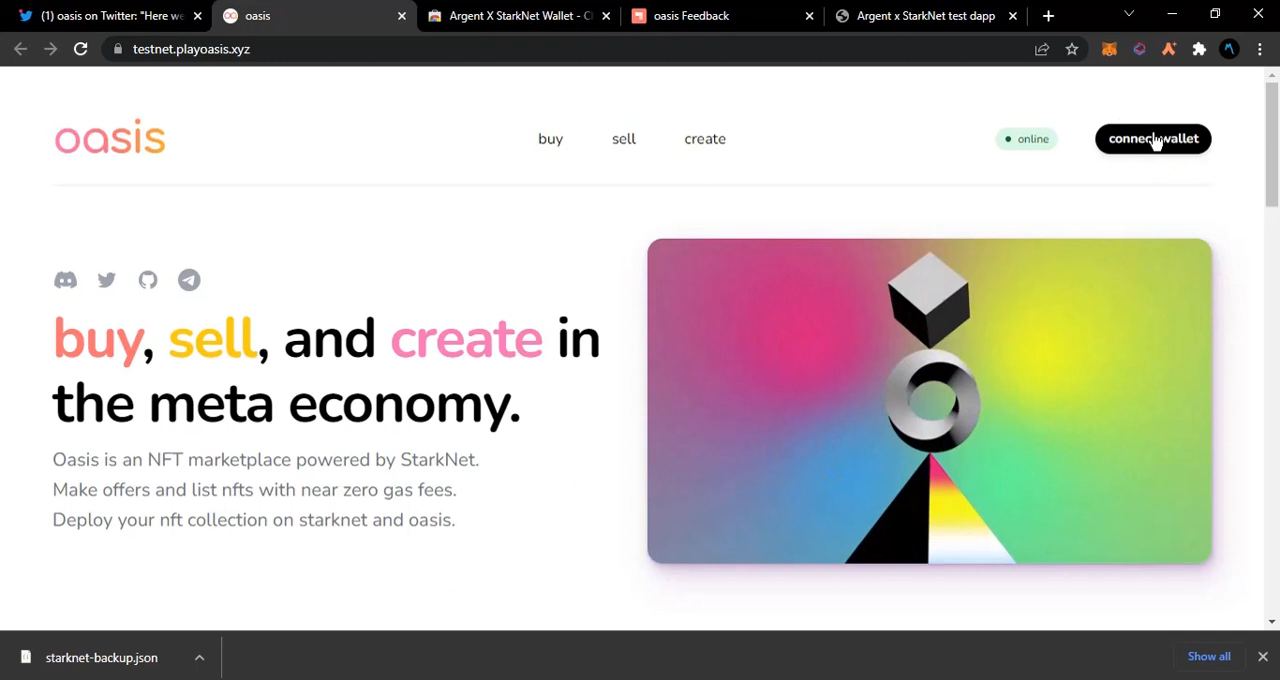 (1) oasis on Twitter: "Here we
oasis
Argent X StarkNet Wallet - C
oasis Feedback
Argent x StarkNet test dapp
testnet.playoasis.xyz
oasis
buy
sell
create
online
connect wallet
buy, sell, and create in
the meta economy.
Oasis is an NFT marketplace powered by StarkNet.
Make offers and list nfts with near zero gas fees.
Deploy your nft collection on starknet and oasis.
starknet-backup.json
Show all